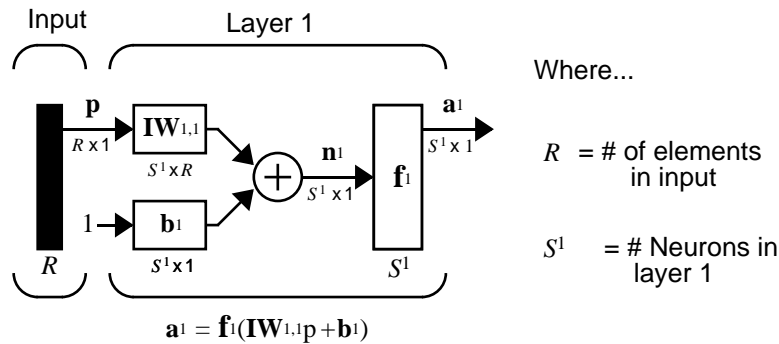 Input
Layer 1
Where...
p
R x 1
IW1,1
S1 x R
1
b1
S1 x 1
+
n1
S1 x 1
f1
a1
S1 x 1
R
S1
R = # of elements
in input
S1 = # Neurons in
layer 1
a1 = f1(IW1,1p+b1)